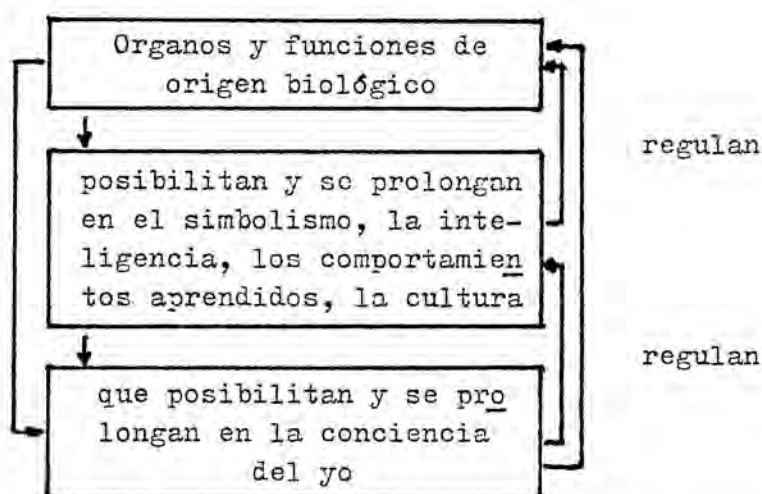 Organos y funciones de
origen biológico
regulan
posibilitan y se prolongan
en el simbolismo, la inte-
ligencia, los comportamien
tos aprendidos, la cultura
regulan
que posibilitan y se pro
longan en la conciencia
del yo